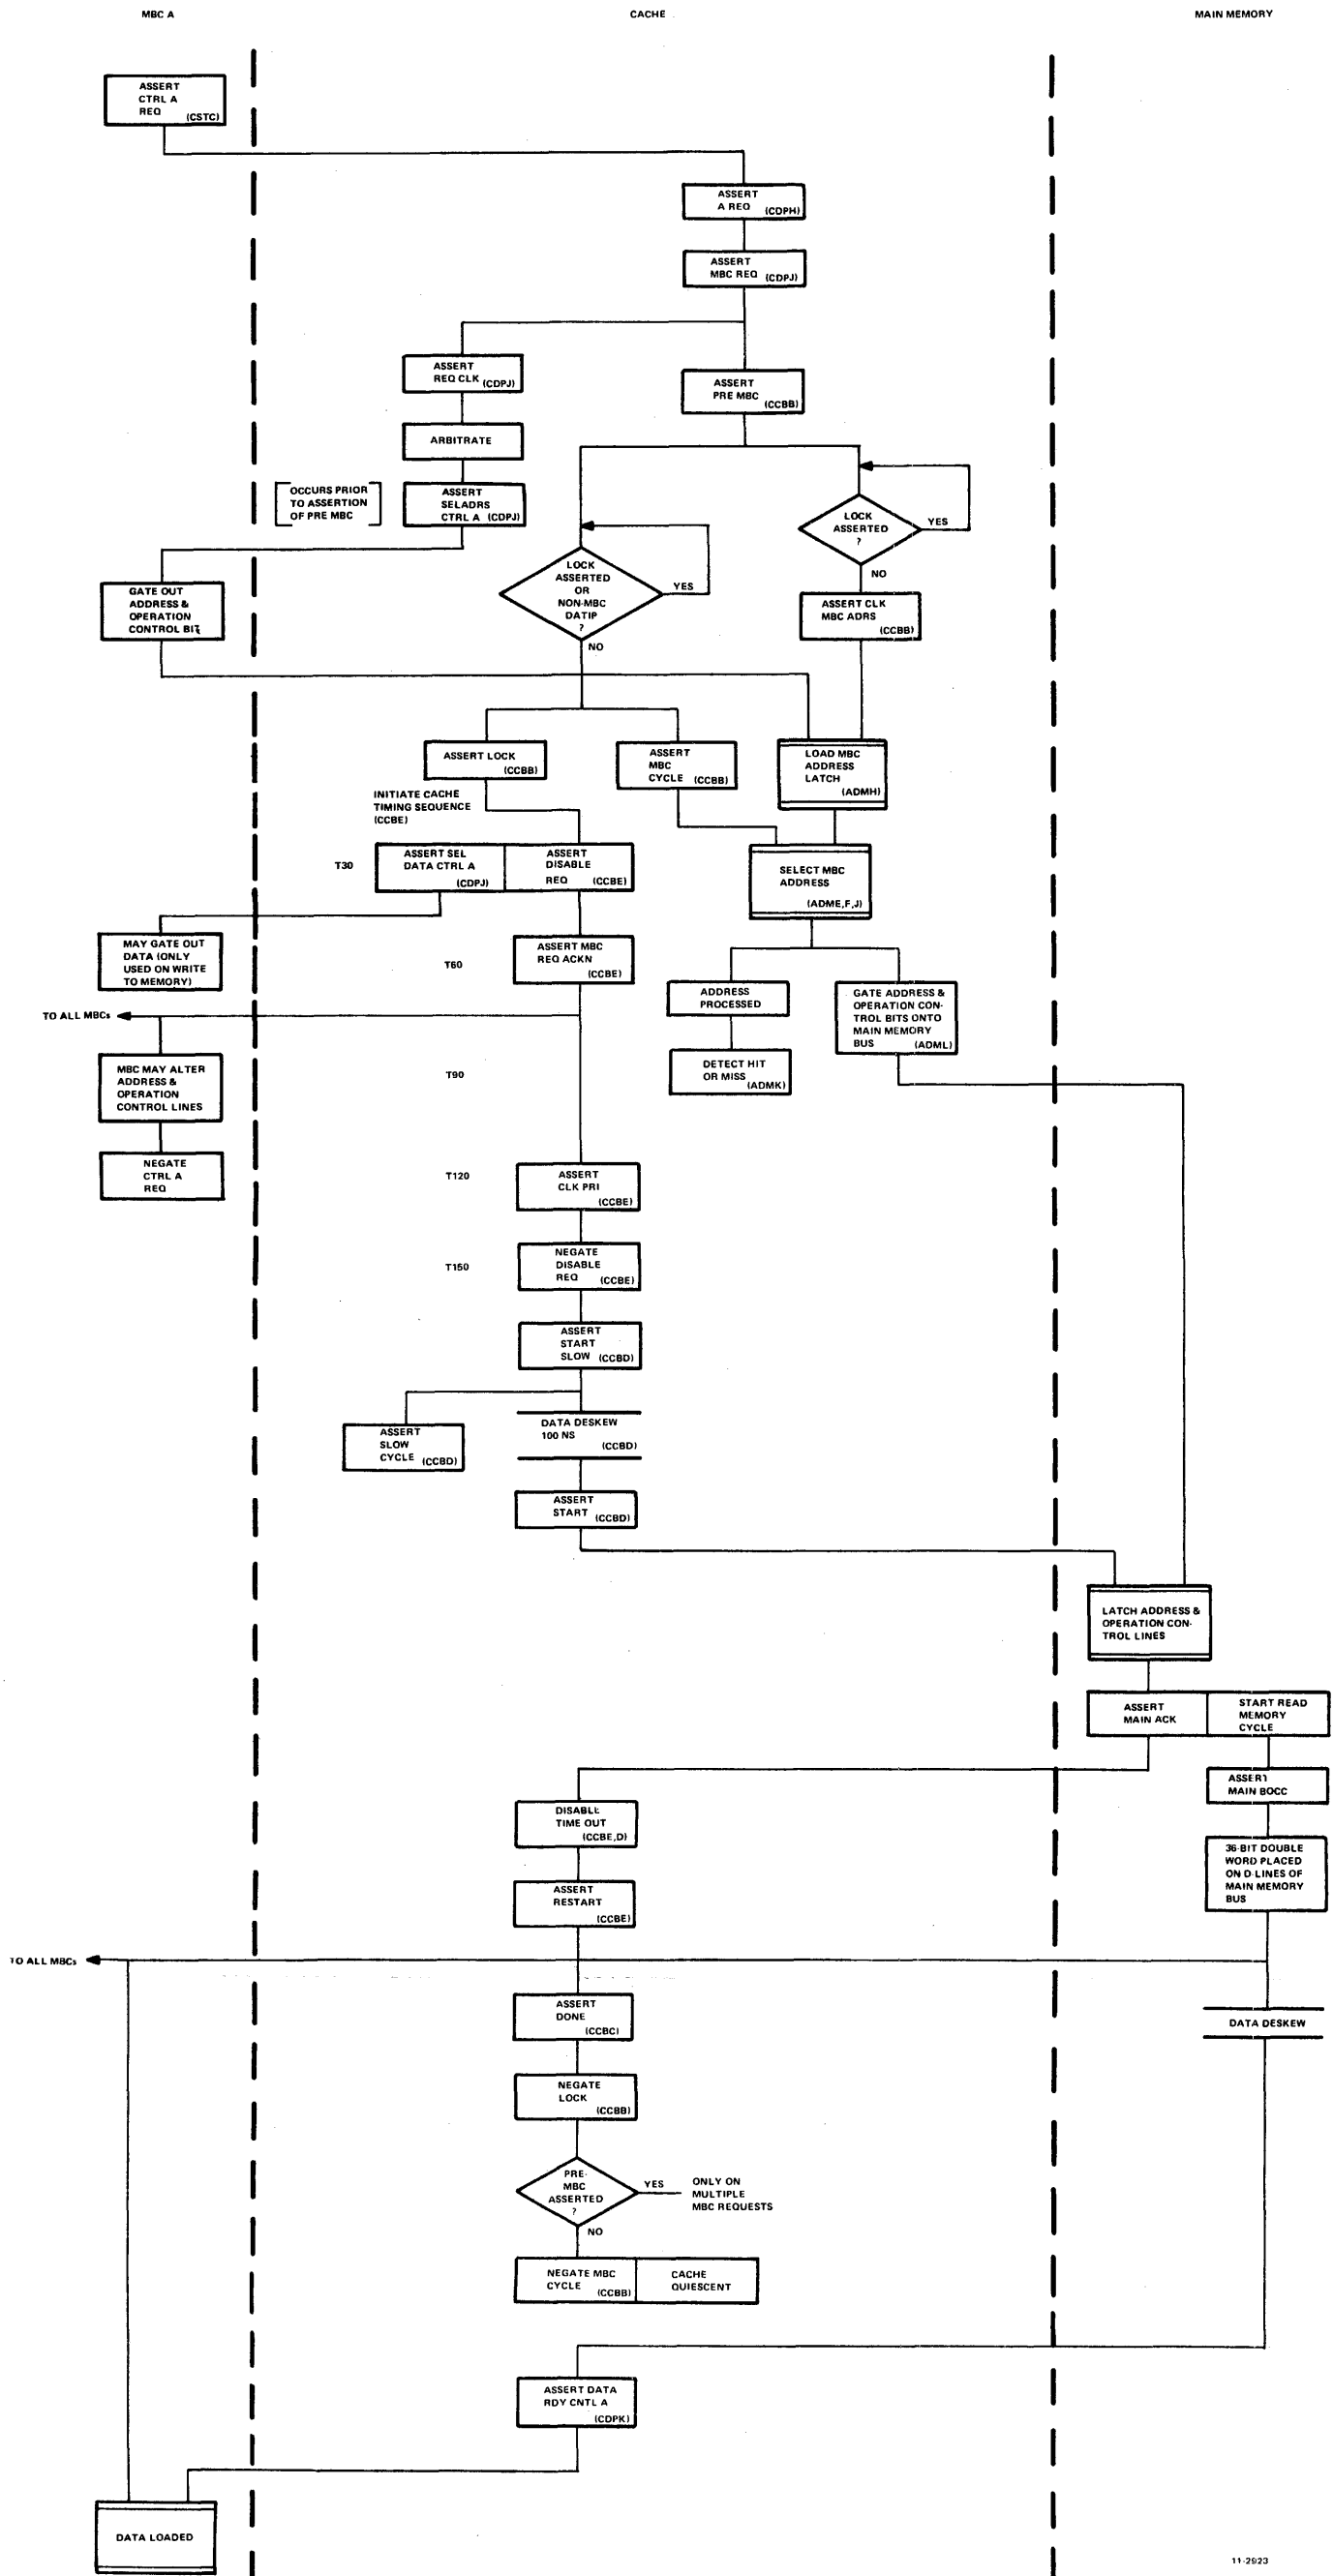 MBC A
CACHE
MAIN MEMORY
ASSERT
CTRL A
REQ (CSTC)
ASSERT
A REQ (CDPH)
ASSERT
MBC REQ (CDPJ)
ASSERT
REQ CLK (CDPJ)
ASSERT
PRE MBC
(CCBB)
ARBITRATE
OCCURS PRIOR
TO ASSERTION
OF PRE MBC
ASSERT
SELADRS
CTRL A (CDPJ)
LOCK
ASSERTED
?
YES
NO
LOCK
ASSERTED
OR
NON-MBC
DATIP
?
YES
NO
GATE OUT
ADDRESS &
OPERATION
CONTROL BIT
ASSERT CLK
MBC ADRS
(CCBB)
ASSERT LOCK
(CCBB)
ASSERT
MBC
CYCLE (CCBB)
LOAD MBC
ADDRESS
LATCH
(ADMH)
INITIATE CACHE
TIMING SEQUENCE
(CCBE)
T30
ASSERT SEL
DATA CTRL A
(CDPJ)
ASSERT
DISABLE
REQ (CCBE)
SELECT MBC
ADDRESS
(ADME,F,J)
MAY GATE OUT
DATA (ONLY
USED ON WRITE
TO MEMORY)
T60
ASSERT MBC
REQ ACKN
(CCBE)
ADDRESS
PROCESSED
GATE ADDRESS &
OPERATION CON-
TROL BITS ONTO
MAIN MEMORY
BUS (ADML)
TO ALL MBCs
MBC MAY ALTER
ADDRESS &
OPERATION
CONTROL LINES
T90
DETECT HIT
OR MISS
(ADMK)
NEGATE
CTRL A
REQ
T120
ASSERT
CLK PRI
(CCBE)
T150
NEGATE
DISABLE
REQ (CCBE)
ASSERT
START
SLOW (CCBD)
ASSERT
SLOW
CYCLE (CCBD)
DATA DESKEW
100 NS
(CCBD)
ASSERT
START (CCBD)
LATCH ADDRESS &
OPERATION CON-
TROL LINES
ASSERT
MAIN ACK
START READ
MEMORY
CYCLE
ASSERT
MAIN BOCC
DISABLE
TIME OUT
(CCBE,D)
36-BIT DOUBLE
WORD PLACED
ON D-LINES OF
MAIN MEMORY
BUS
ASSERT
RESTART
(CCBE)
TO ALL MBCs
ASSERT
DONE
(CCBC)
DATA DESKEW
NEGATE
LOCK
(CCBB)
PRE-
MBC
ASSERTED
?
YES
NO
ONLY ON
MULTIPLE
MBC REQUESTS
NEGATE MBC
CYCLE
(CCBB)
CACHE
QUIESCENT
ASSERT DATA
RDY CNTL A
(CDPK)
DATA LOADED
11-2923